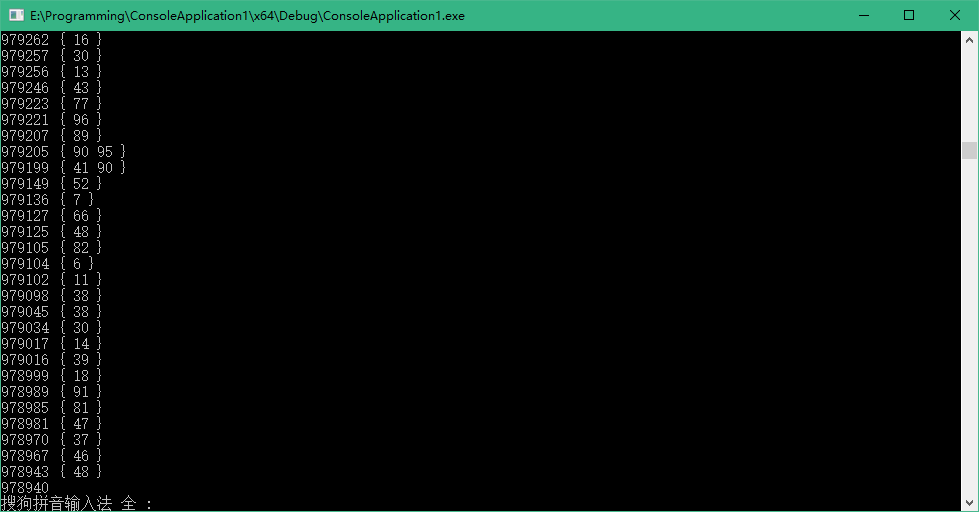 E:\Programming\ConsoleApplication1\x64\Debug\ConsoleApplication1.exe
979262 { 16 }
979257 { 30 }
979256 { 13 }
979246 { 43 }
979223 { 77 }
979221 { 96 }
979207 { 89 }
979205 { 90 95 }
979199 { 41 90 }
979149 { 52 }
979136 { 7 }
979127 { 66 }
979125 { 48 }
979105 { 82 }
979104 { 6 }
979102 { 11 }
979098 { 38 }
979045 { 38 }
979034 { 30 }
979017 { 14 }
979016 { 39 }
978999 { 18 }
978989 { 91 }
978985 { 81 }
978981 { 47 }
978970 { 37 }
978967 { 46 }
978943 { 48 }
978940
搜狗拼音输入法 全 :